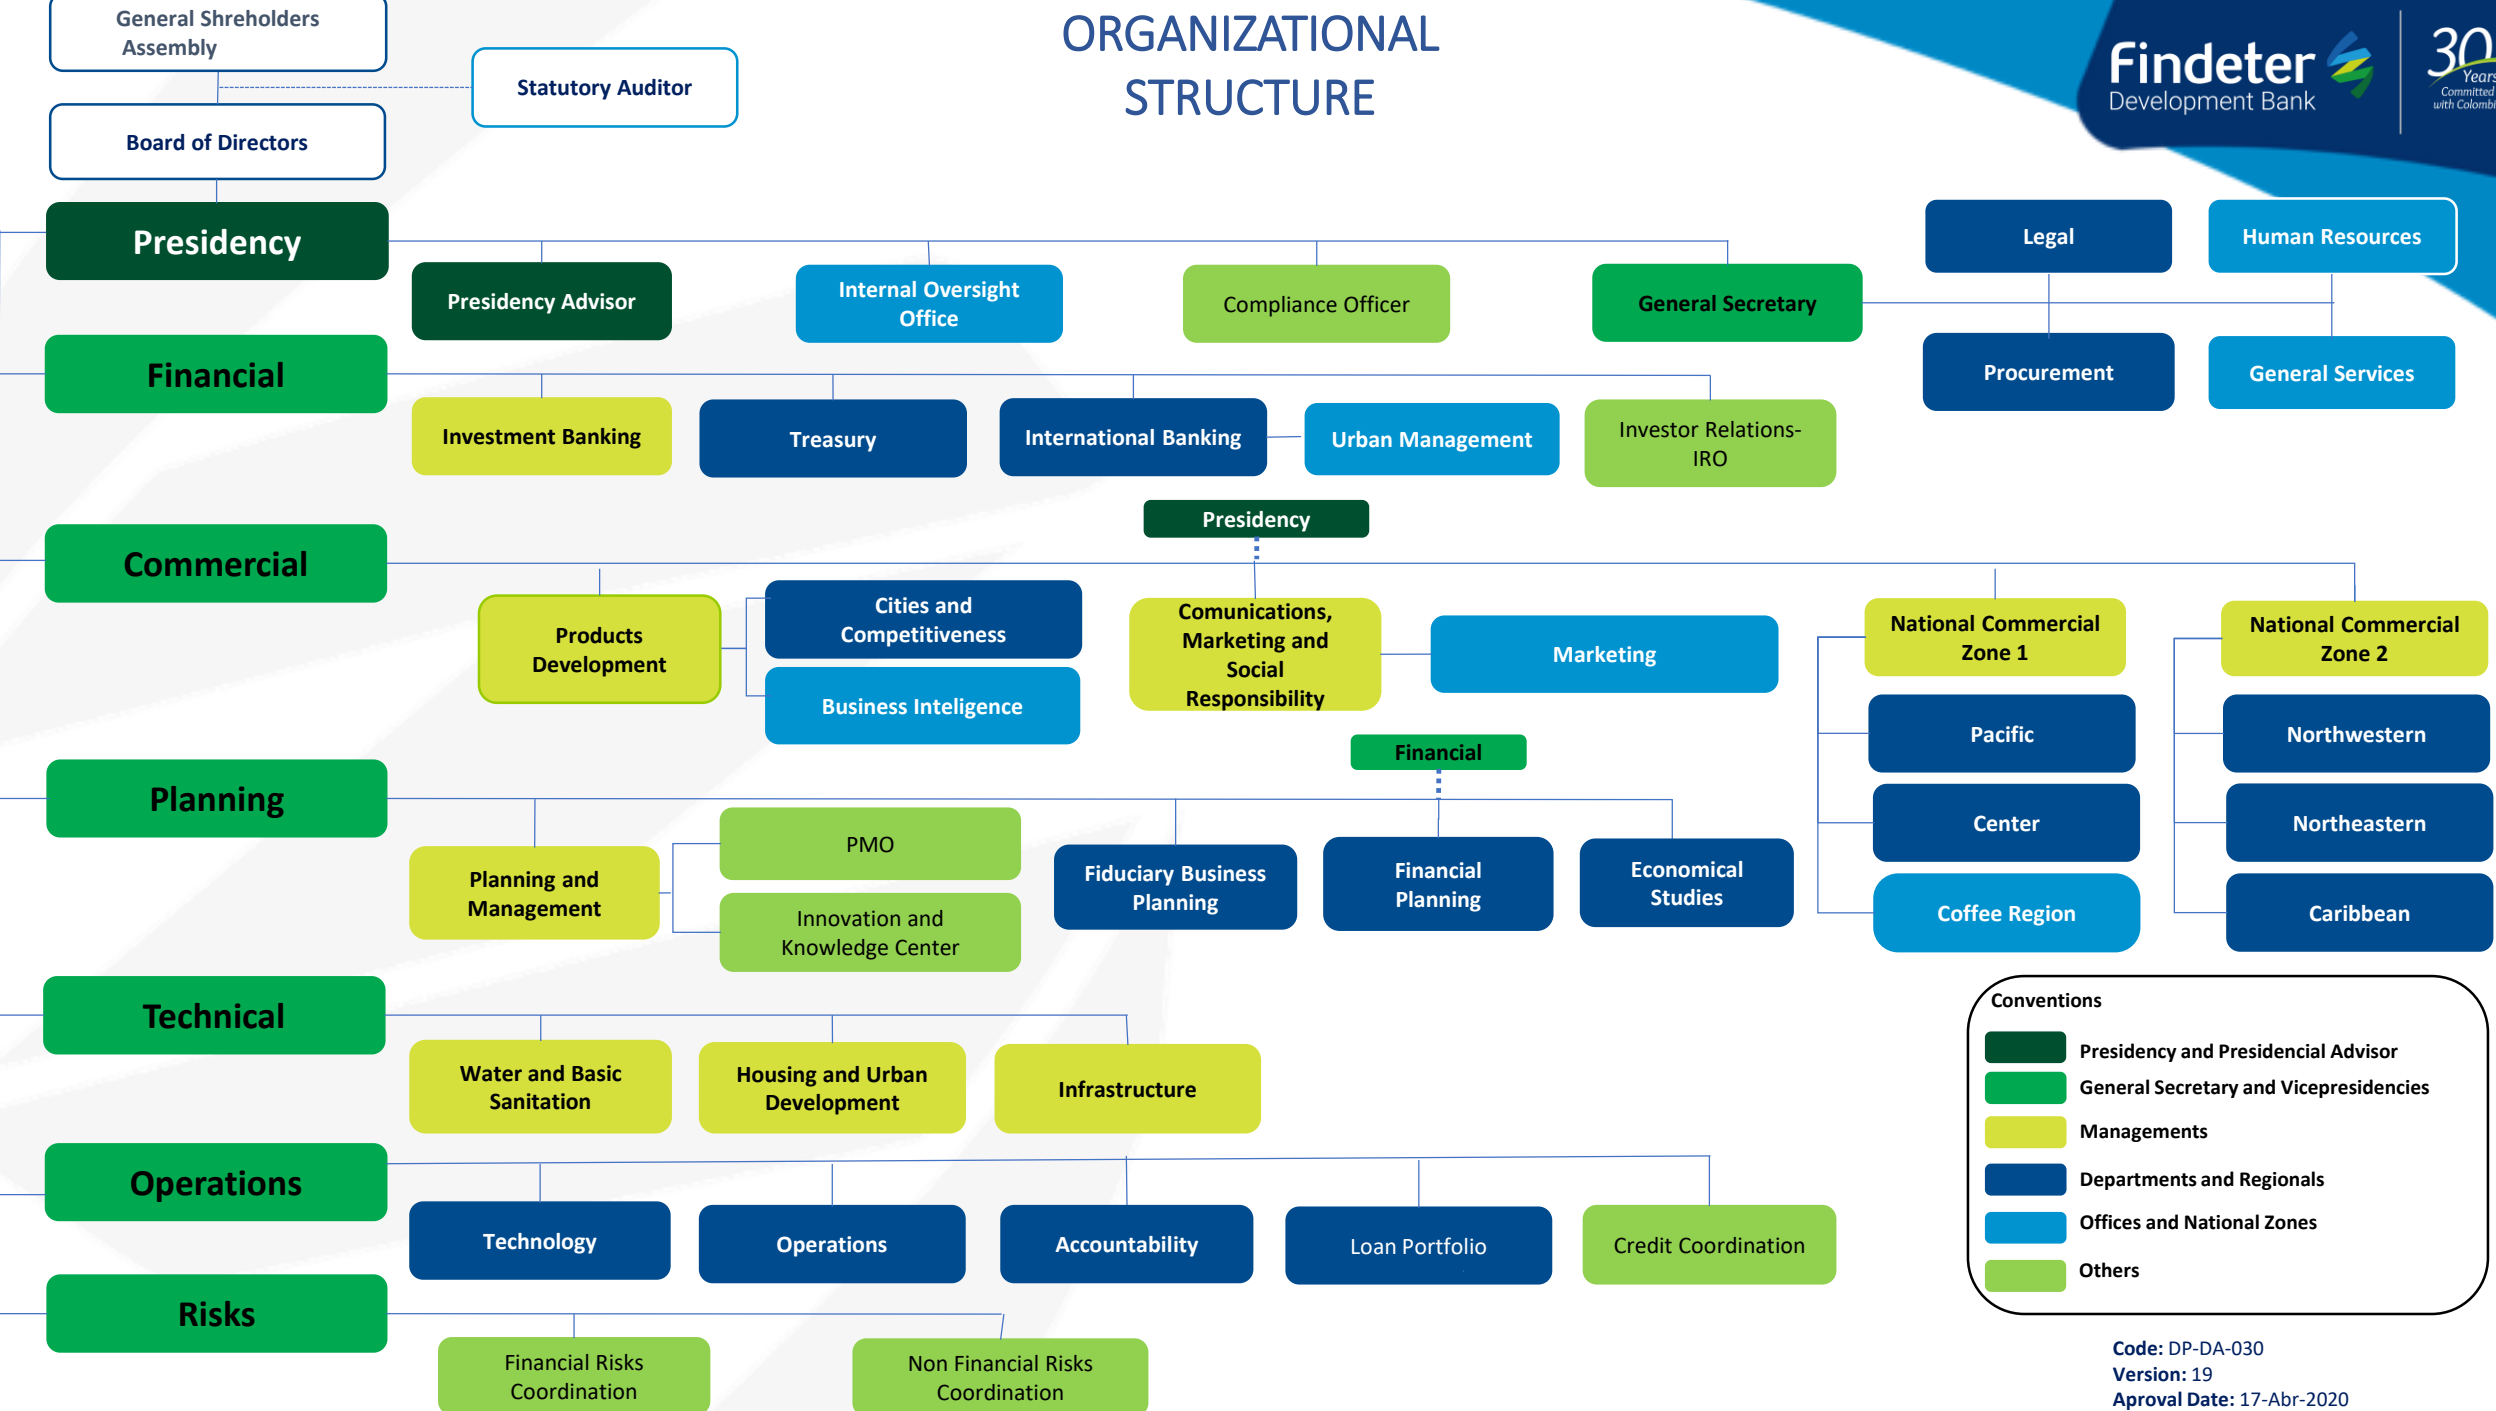 General Shreholders
Assembly
Statutory Auditor
Board of Directors
ORGANIZATIONAL
STRUCTURE
Findeter
Development Bank
30
Years
Committed
with Colombi
Presidency
Presidency Advisor
Internal Oversight
Office
Compliance Officer
General Secretary
Legal
Human Resources
Procurement
General Services
Financial
Investment Banking
Treasury
International Banking
Urban Management
Investor Relations-
IRO
Presidency
Commercial
Products
Development
Cities and
Competitiveness
Business Inteligence
Comunications,
Marketing and
Social
Responsibility
Marketing
National Commercial
Zone 1
Pacific
Center
Coffee Region
National Commercial
Zone 2
Northwestern
Northeastern
Caribbean
Financial
Planning
Planning and
Management
PMO
Innovation and
Knowledge Center
Fiduciary Business
Planning
Financial
Planning
Economical
Studies
Technical
Water and Basic
Sanitation
Housing and Urban
Development
Infrastructure
Operations
Technology
Operations
Accountability
Loan Portfolio
Credit Coordination
Risks
Financial Risks
Coordination
Non Financial Risks
Coordination
Conventions
Presidency and Presidencial Advisor
General Secretary and Vicepresidencies
Managements
Departments and Regionals
Offices and National Zones
Others
Code: DP-DA-030
Version: 19
Aproval Date: 17-Abr-2020